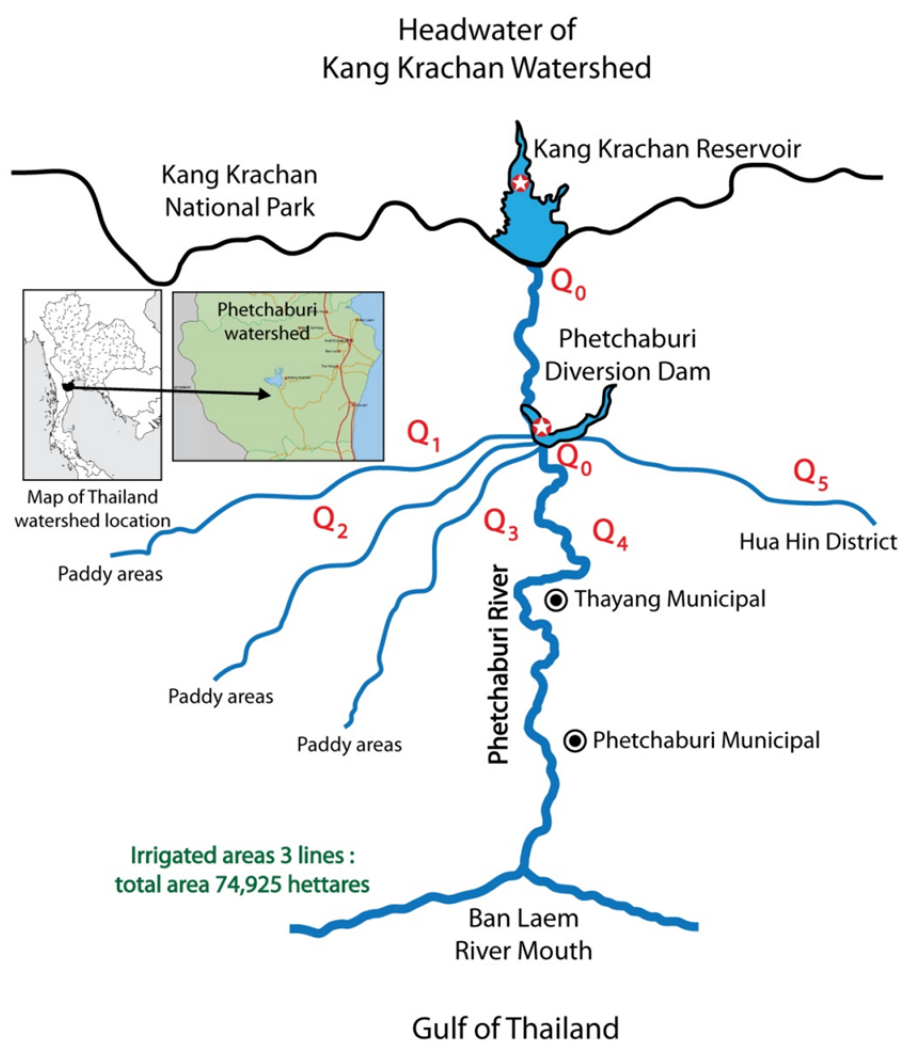 Headwater of
Kang Krachan Watershed
Kang Krachan Reservoir
Kang Krachan
National Park
Q0
Phetchaburi
watershed
Phetchaburi
Diversion Dam
Q1
Q0
Q5
Map of Thailand
watershed location
Q2
Q3
Q4
Hua Hin District
Paddy areas
Thayang Municipal
Phetchaburi River
Paddy areas
Paddy areas
Phetchaburi Municipal
Irrigated areas 3 lines :
total area 74,925 hettares
Ban Laem
River Mouth
Gulf of Thailand